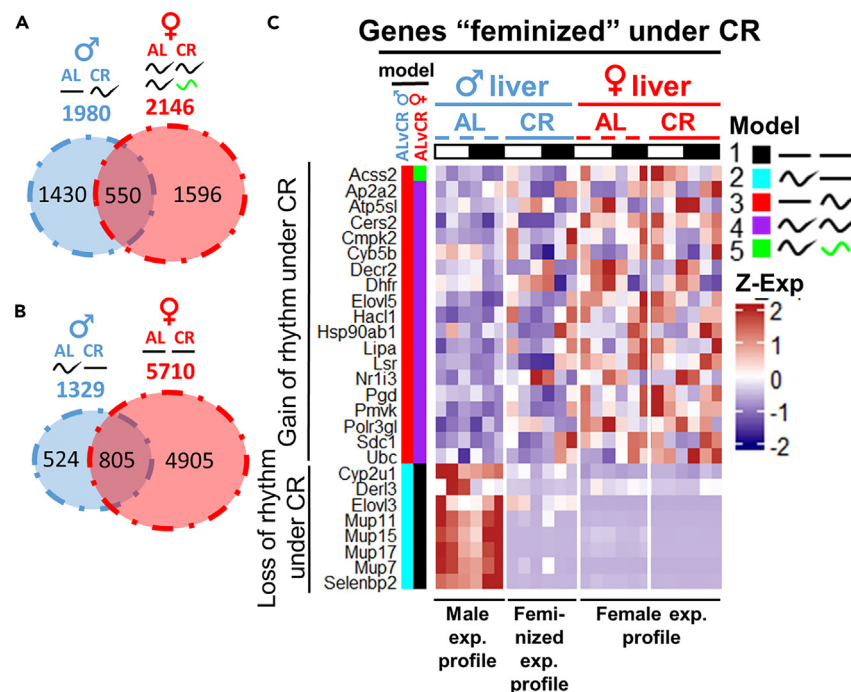 A
♂
AL CR
1980
♀
AL CR
2146
1430 550 1596
B
♂
AL CR
1329
♀
AL CR
5710
524 805 4905
C
Genes “feminized” under CR
model
♂ liver ♀ liver
AL CR AL CR
ALvCR♂
ALvCR♀
Gain of rhythm under CR
Acss2
Ap2a2
Atp5sl
Cers2
Cmpk2
Cyb5b
Decr2
Dhfr
Elovl5
Hacl1
Hsp90ab1
Lipa
Lsr
Nr1i3
Pgd
Pmvk
Polr3gl
Sdc1
Ubc
Loss of rhythm
under CR
Cyp2u1
Derl3
Elovl3
Mup11
Mup15
Mup17
Mup7
Selenbp2
Male
exp.
profile
Femi-
nized
exp.
profile
Female exp.
profile
Model
1
2
3
4
5
Z-Exp
2
1
0
-1
-2